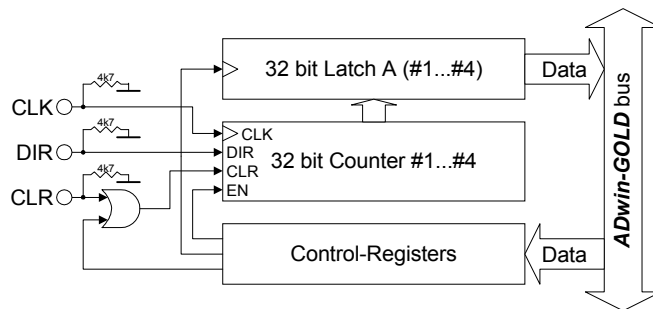 4k7
32 bit Latch A (#1...#4)
Data
CLK
4k7
CLK
DIR
DIR
32 bit Counter #1...#4
4k7
CLR
CLR
EN
Control-Registers
Data
ADwin-GOLD bus